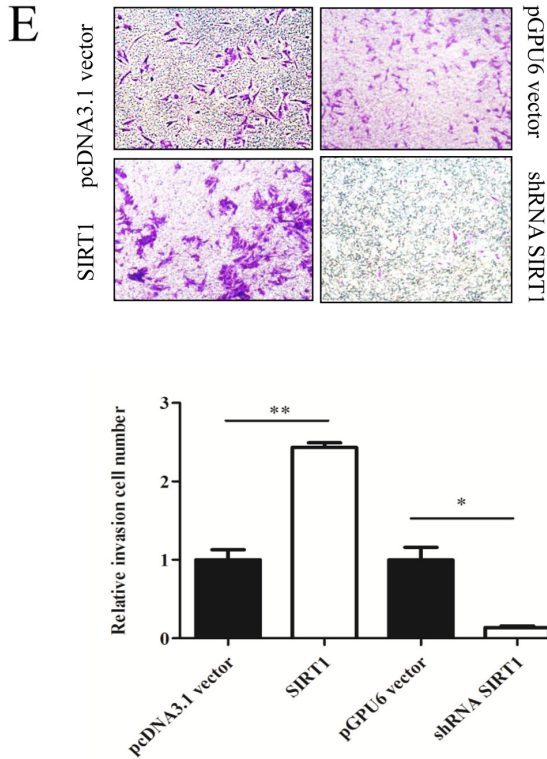 E
pcDNA3.1 vector
pGPU6 vector
SIRT1
shRNA SIRT1
Relative invasion cell number
3
2
1
0
**
*
pcDNA3.1 vector
SIRT1
pGPU6 vector
shRNA SIRT1